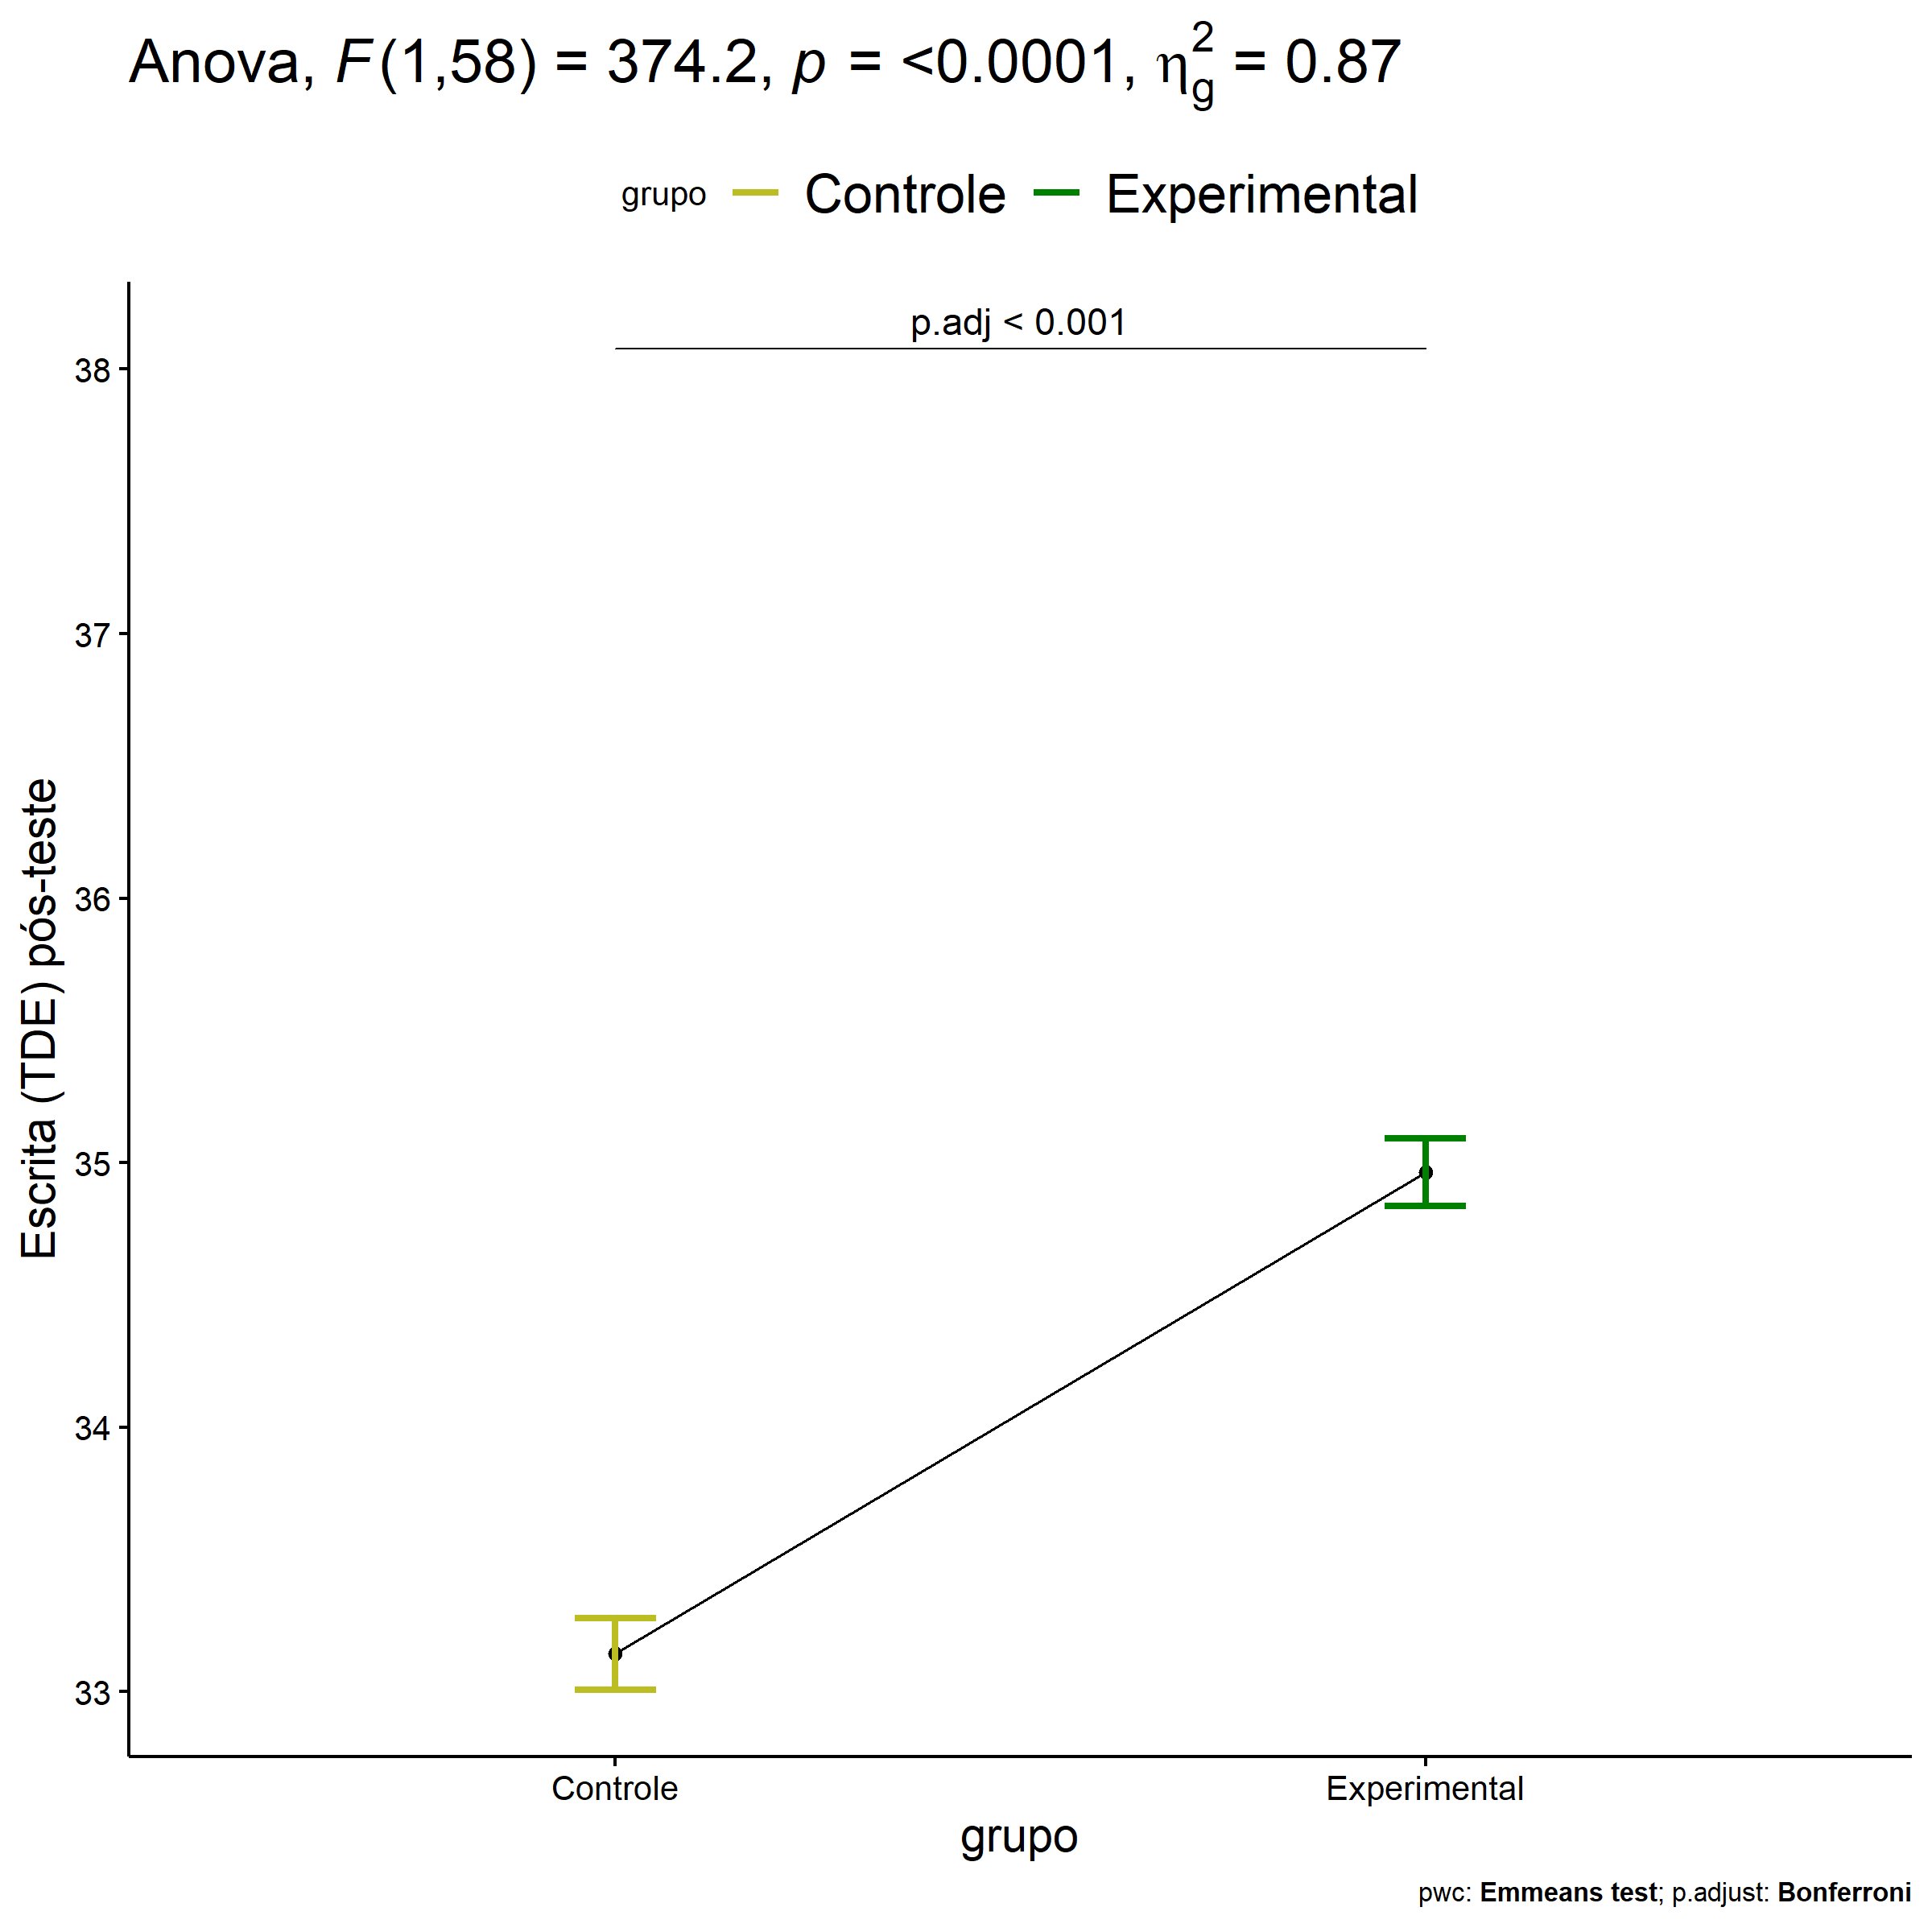 Anova, F(1,58) = 374.2, p = <0.0001, η²g = 0.87
grupo Controle Experimental
p.adj < 0.001
38
37
36
35
34
33
Escrita (TDE) pós-teste
Controle Experimental
grupo
pwc: Emmeans test; p.adjust: Bonferroni